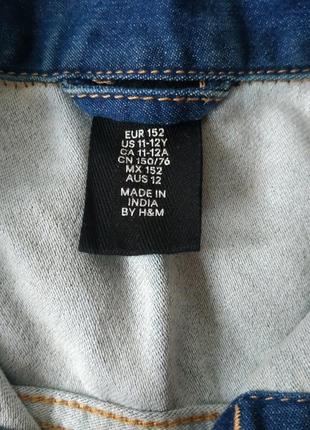 EUR 152
US 11-12Y
CA 11-12A
CN 150/76
MX 152
AUS 12
MADE IN
INDIA
BY H&M